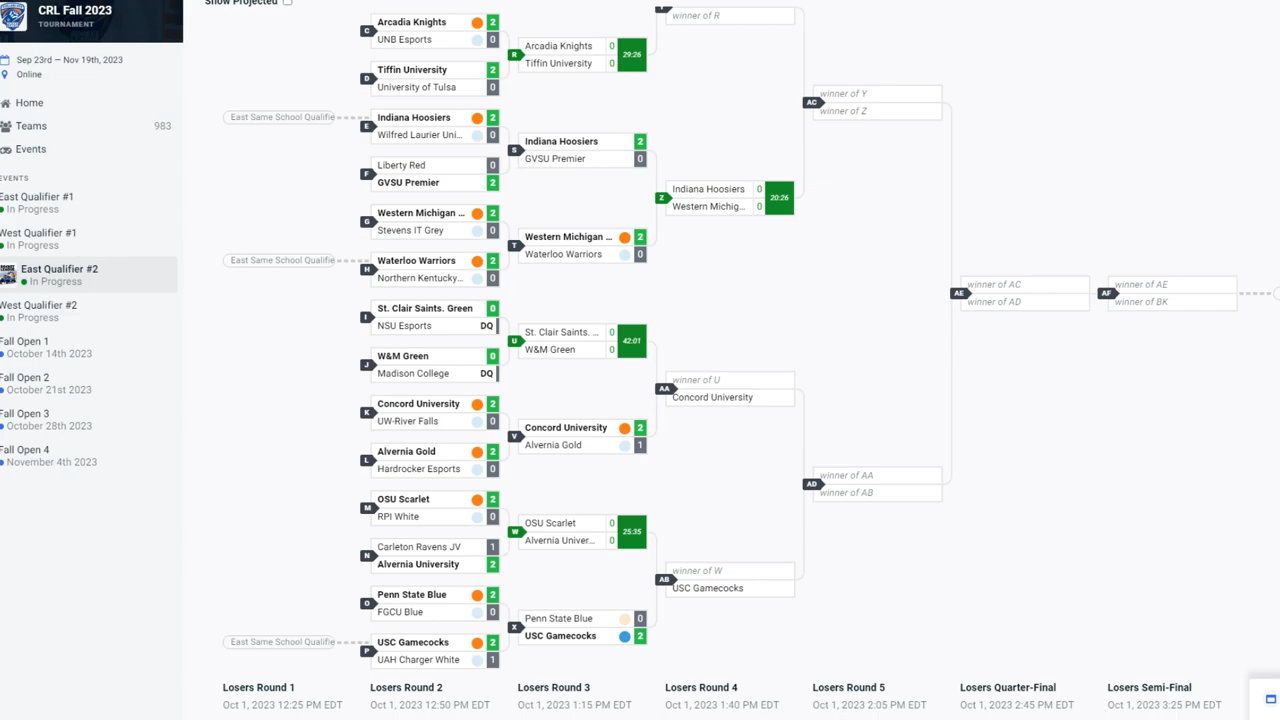 CRL Fall 2023
TOURNAMENT
Sep 23rd — Nov 19th, 2023
Online
Home
Teams 983
Events
EVENTS
East Qualifier #1
In Progress
West Qualifier #1
In Progress
East Qualifier #2
In Progress
West Qualifier #2
In Progress
Fall Open 1
October 14th 2023
Fall Open 2
October 21st 2023
Fall Open 3
October 28th 2023
Fall Open 4
November 4th 2023
Show Projected
East Same School Qualifie
East Same School Qualifie
East Same School Qualifie
C
Arcadia Knights 2
UNB Esports 0
D
Tiffin University 2
University of Tulsa 0
E
Indiana Hoosiers 2
Wilfred Laurier Uni... 0
F
Liberty Red 0
GVSU Premier 2
G
Western Michigan ... 2
Stevens IT Grey 0
H
Waterloo Warriors 2
Northern Kentucky... 0
I
St. Clair Saints. Green 0
NSU Esports DQ
J
W&M Green 0
Madison College DQ
K
Concord University 2
UW-River Falls 0
L
Alvernia Gold 2
Hardrocker Esports 0
M
OSU Scarlet 2
RPI White 0
N
Carleton Ravens JV 1
Alvernia University 2
O
Penn State Blue 2
FGCU Blue 0
P
USC Gamecocks 2
UAH Charger White 1
R
Arcadia Knights 0
Tiffin University 0
29:26
S
Indiana Hoosiers 2
GVSU Premier 0
T
Western Michigan ... 2
Waterloo Warriors 0
U
St. Clair Saints. ... 0
W&M Green 0
42:01
V
Concord University 2
Alvernia Gold 1
W
OSU Scarlet 0
Alvernia Univer... 0
25:35
X
Penn State Blue 0
USC Gamecocks 2
winner of R
Z
Indiana Hoosiers 0
Western Michig... 0
20:26
AA
winner of U
Concord University
AB
winner of W
USC Gamecocks
AC
winner of Y
winner of Z
AD
winner of AA
winner of AB
AE
winner of AC
winner of AD
AF
winner of AE
winner of BK
Losers Round 1
Oct 1, 2023 12:25 PM EDT
Losers Round 2
Oct 1, 2023 12:50 PM EDT
Losers Round 3
Oct 1, 2023 1:15 PM EDT
Losers Round 4
Oct 1, 2023 1:40 PM EDT
Losers Round 5
Oct 1, 2023 2:05 PM EDT
Losers Quarter-Final
Oct 1, 2023 2:45 PM EDT
Losers Semi-Final
Oct 1, 2023 3:25 PM EDT